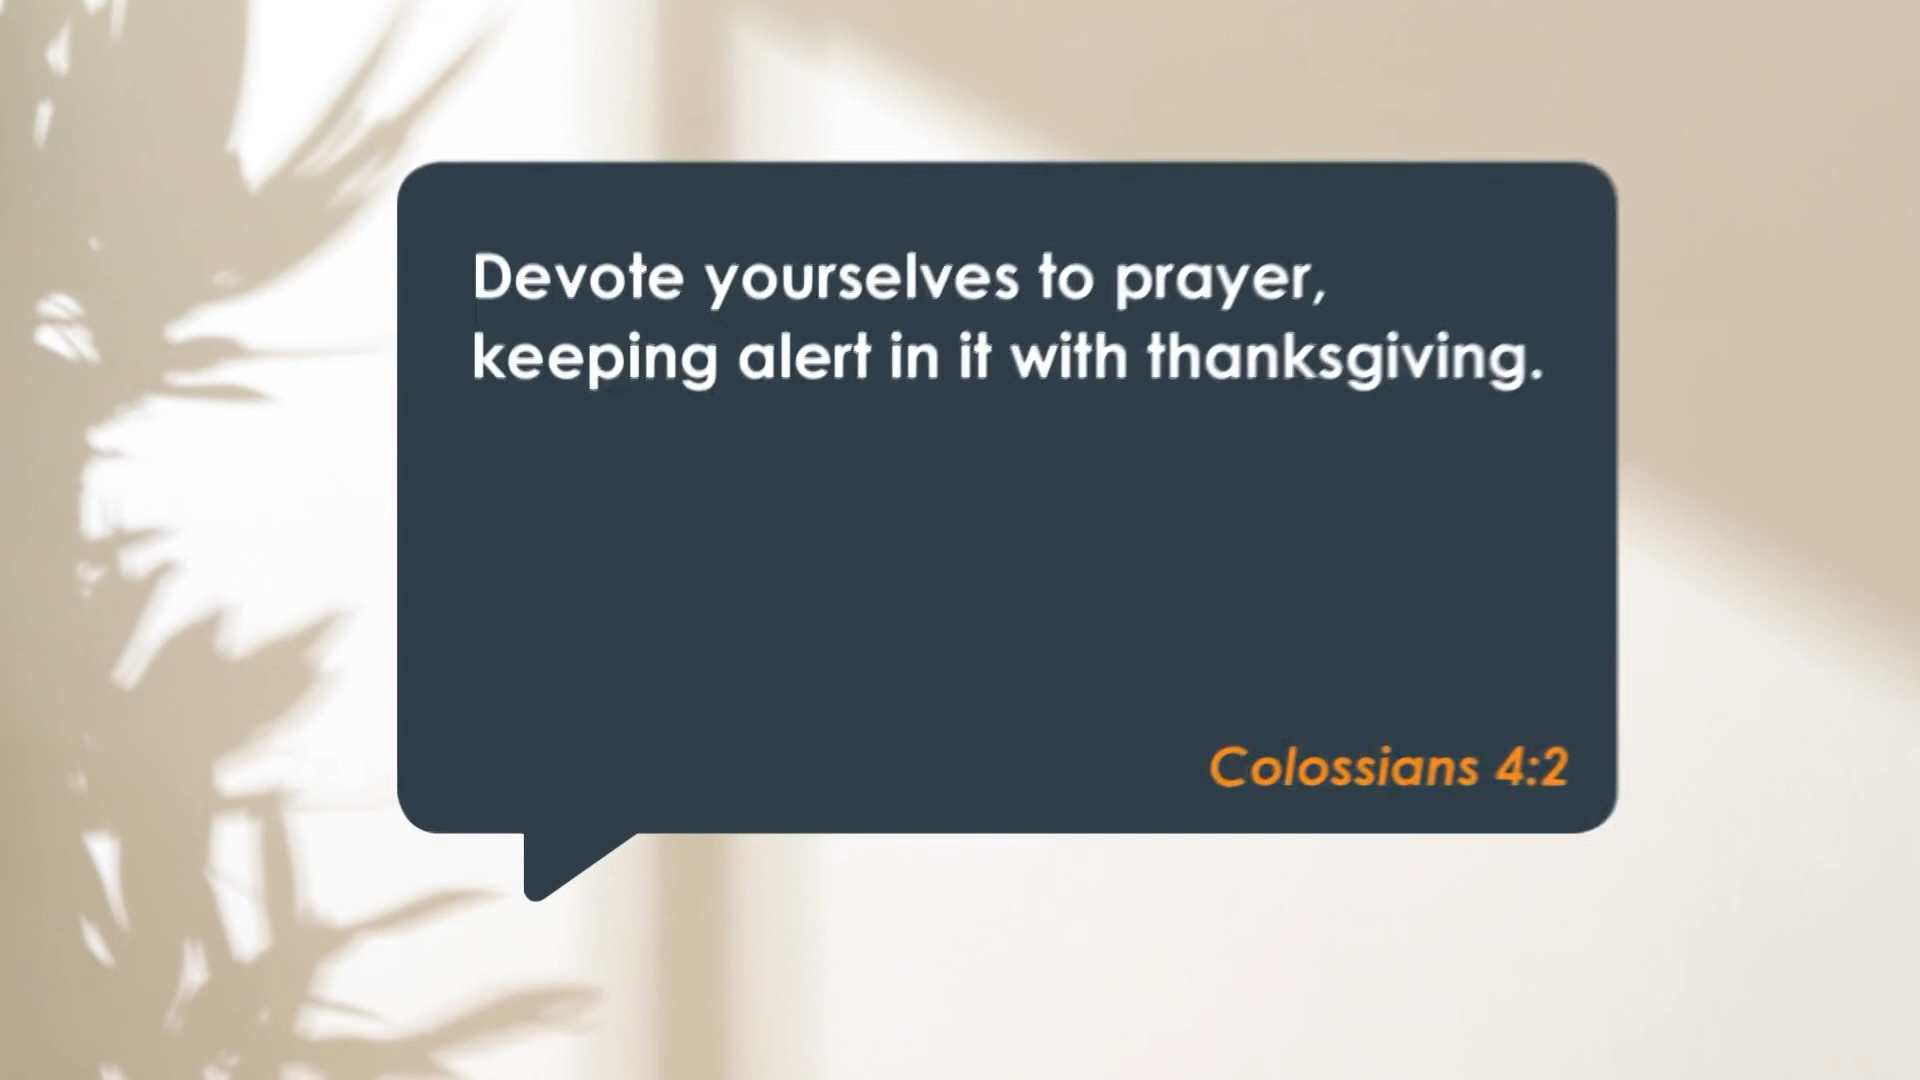 Devote yourselves to prayer,
keeping alert in it with thanksgiving.
Colossians 4:2